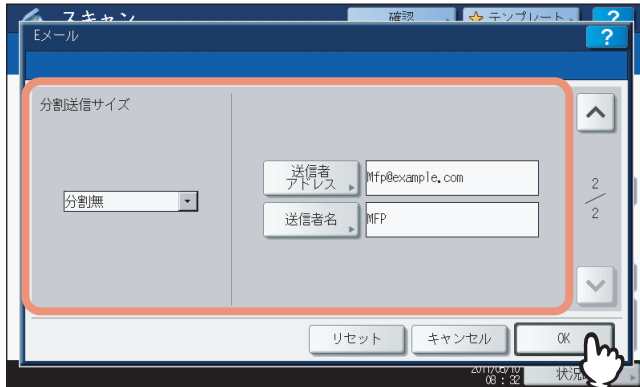 スキャン
確認
テンプレート
?
Eメール
?
分割送信サイズ
送信者
アドレス
Mfp@example.com
分割無
送信者名
MFP
2
2
リセット
キャンセル
OK
08:32
状況